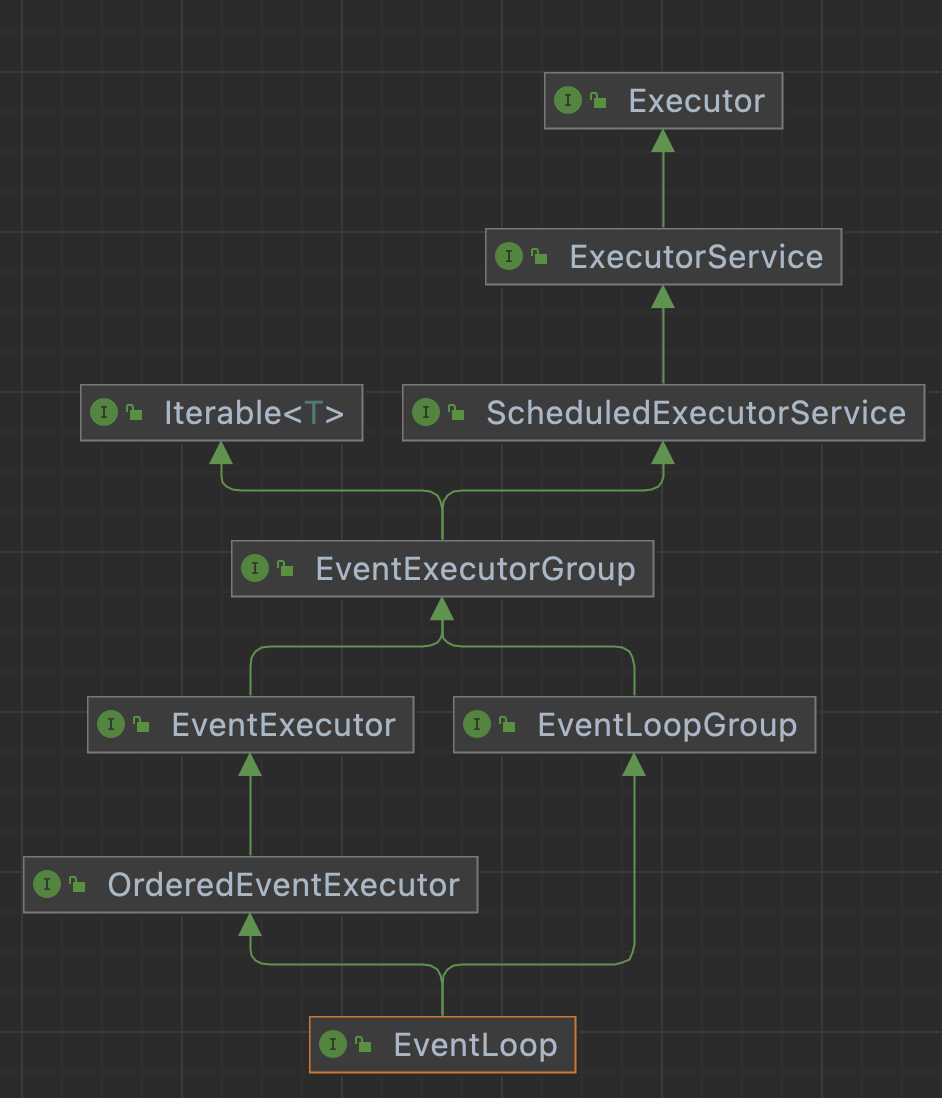 I Executor
I ExecutorService
I Iterable<T>
I ScheduledExecutorService
I EventExecutorGroup
I EventExecutor
I EventLoopGroup
I OrderedEventExecutor
I EventLoop